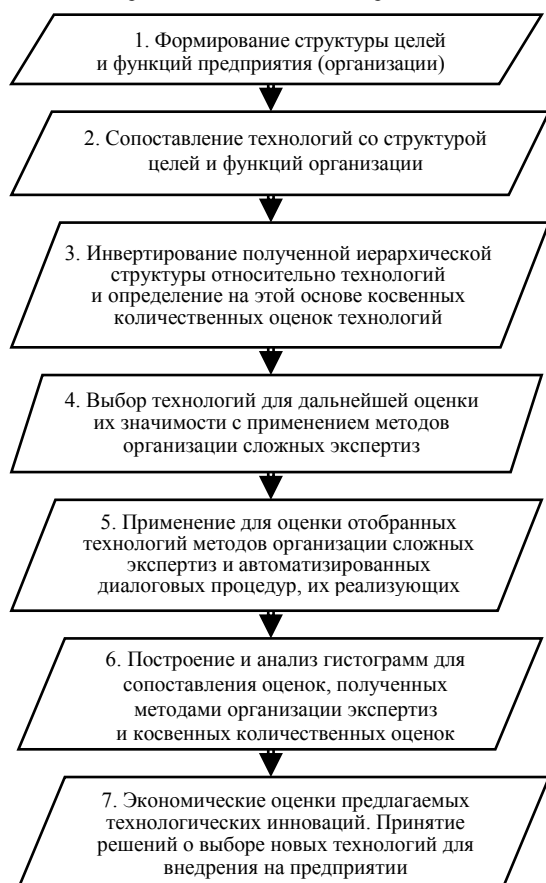 1. Формирование структуры целей
и функций предприятия (организации)
2. Сопоставление технологий со структурой
целей и функций организации
3. Инвертирование полученной иерархической
структуры относительно технологий
и определение на этой основе косвенных
количественных оценок технологий
4. Выбор технологий для дальнейшей оценки
их значимости с применением методов
организации сложных экспертиз
5. Применение для оценки отобранных
технологий методов организации сложных
экспертиз и автоматизированных
диалоговых процедур, их реализующих
6. Построение и анализ гистограмм для
сопоставления оценок, полученных
методами организации экспертиз
и косвенных количественных оценок
7. Экономические оценки предлагаемых
технологических инноваций. Принятие
решений о выборе новых технологий для
внедрения на предприятии